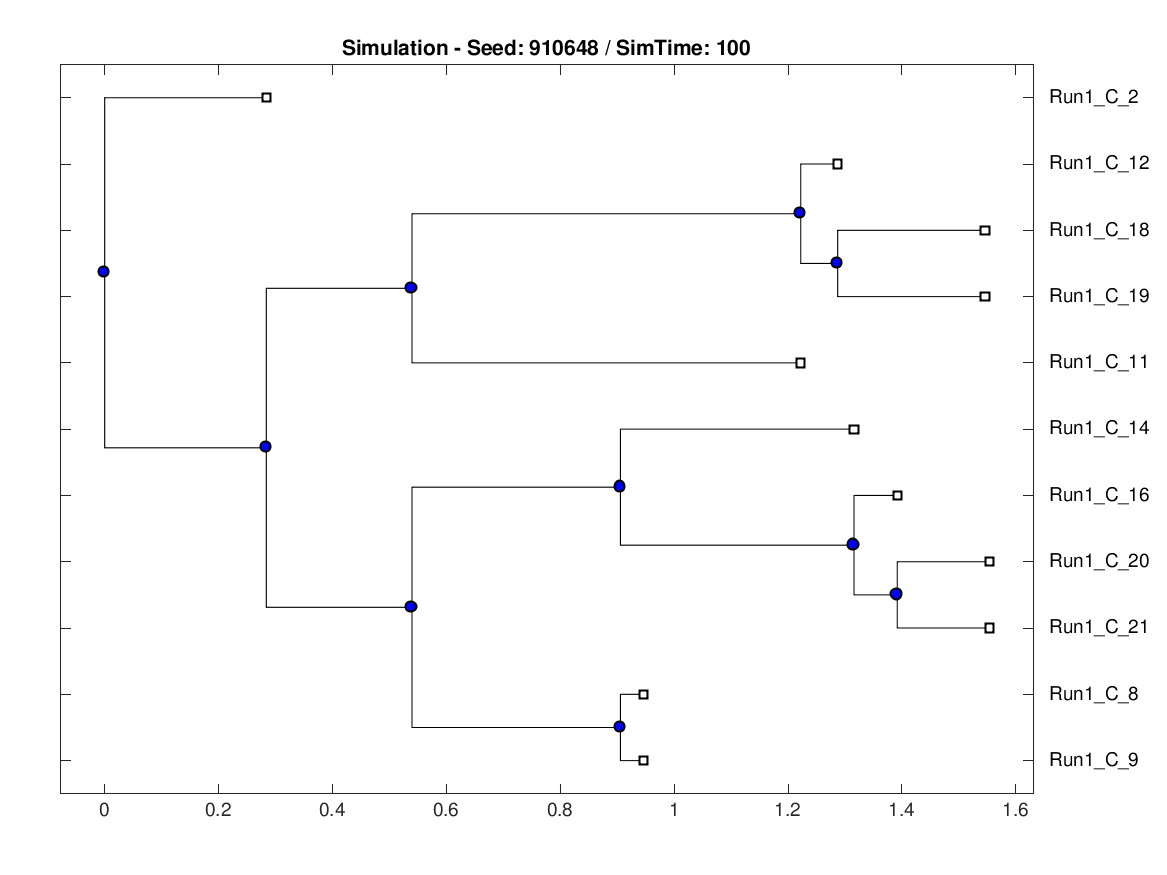 Simulation - Seed: 910648 / SimTime: 100
Run1_C_2
Run1_C_12
Run1_C_18
Run1_C_19
Run1_C_11
Run1_C_14
Run1_C_16
Run1_C_20
Run1_C_21
Run1_C_8
Run1_C_9
0 0.2 0.4 0.6 0.8 1 1.2 1.4 1.6